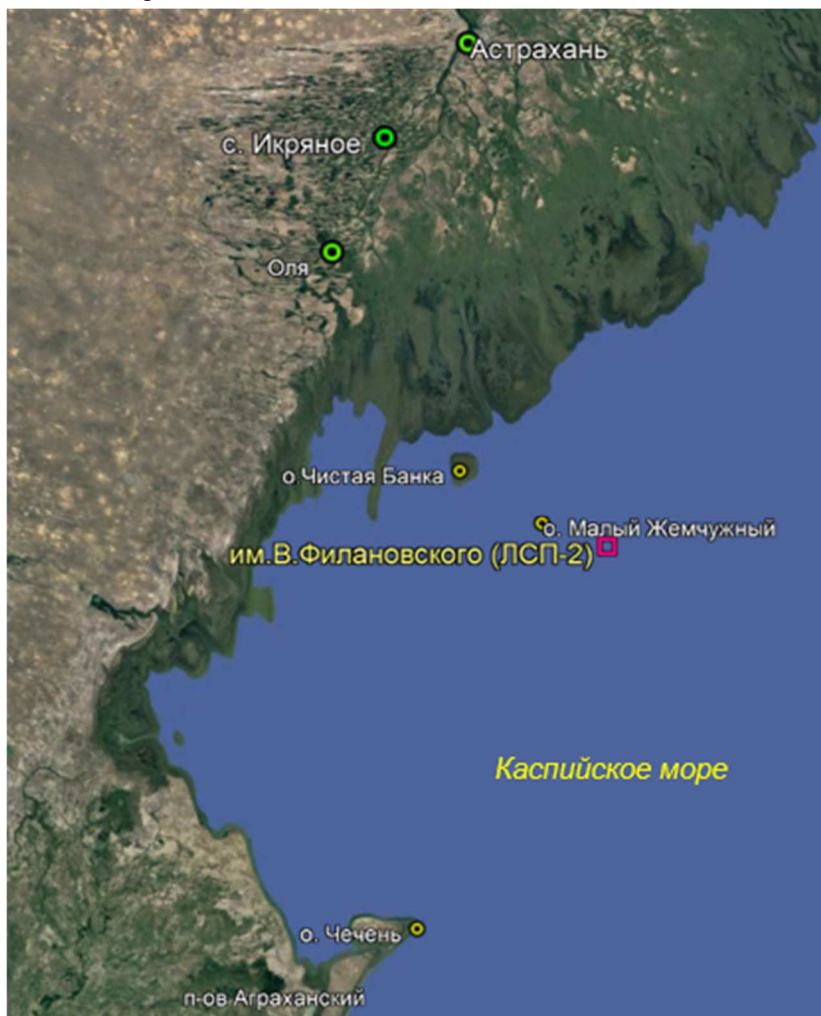 Астрахань
с. Икряное
Оля
о.Чистая Банка
о. Малый Жемчужный
им.В.Филановского (ЛСП-2)
Каспийское море
о. Чечень
п-ов Аграханский